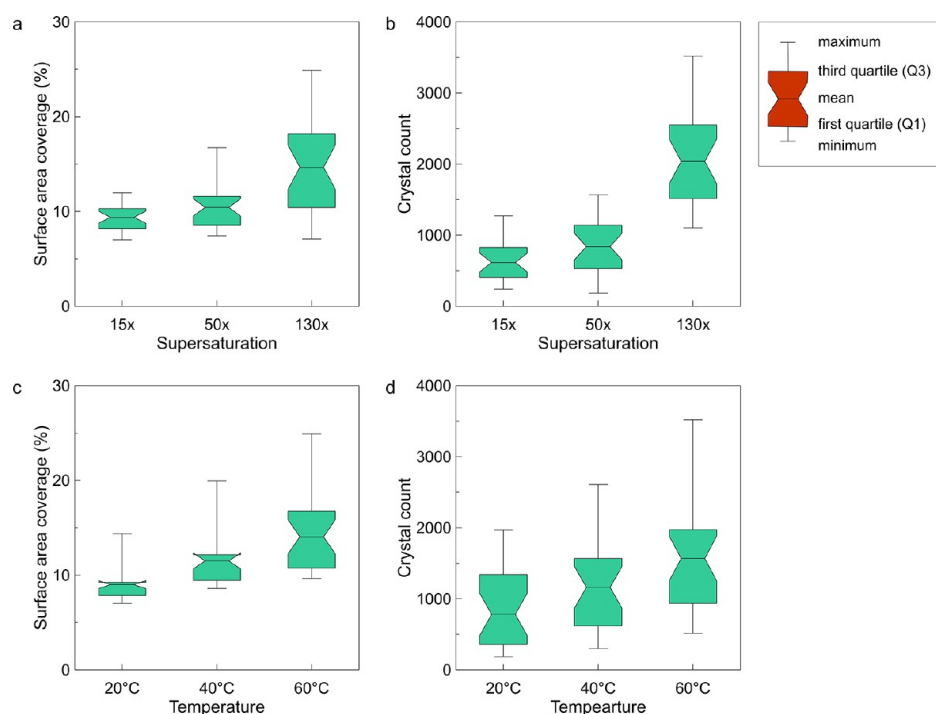 a
30
20
10
0
Surface area coverage (%)
15x 50x 130x
Supersaturation
b
4000
3000
2000
1000
0
Crystal count
15x 50x 130x
Supersaturation
maximum
third quartile (Q3)
mean
first quartile (Q1)
minimum
c
30
20
10
0
Surface area coverage (%)
20°C 40°C 60°C
Temperature
d
4000
3000
2000
1000
0
Crystal count
20°C 40°C 60°C
Tempearture